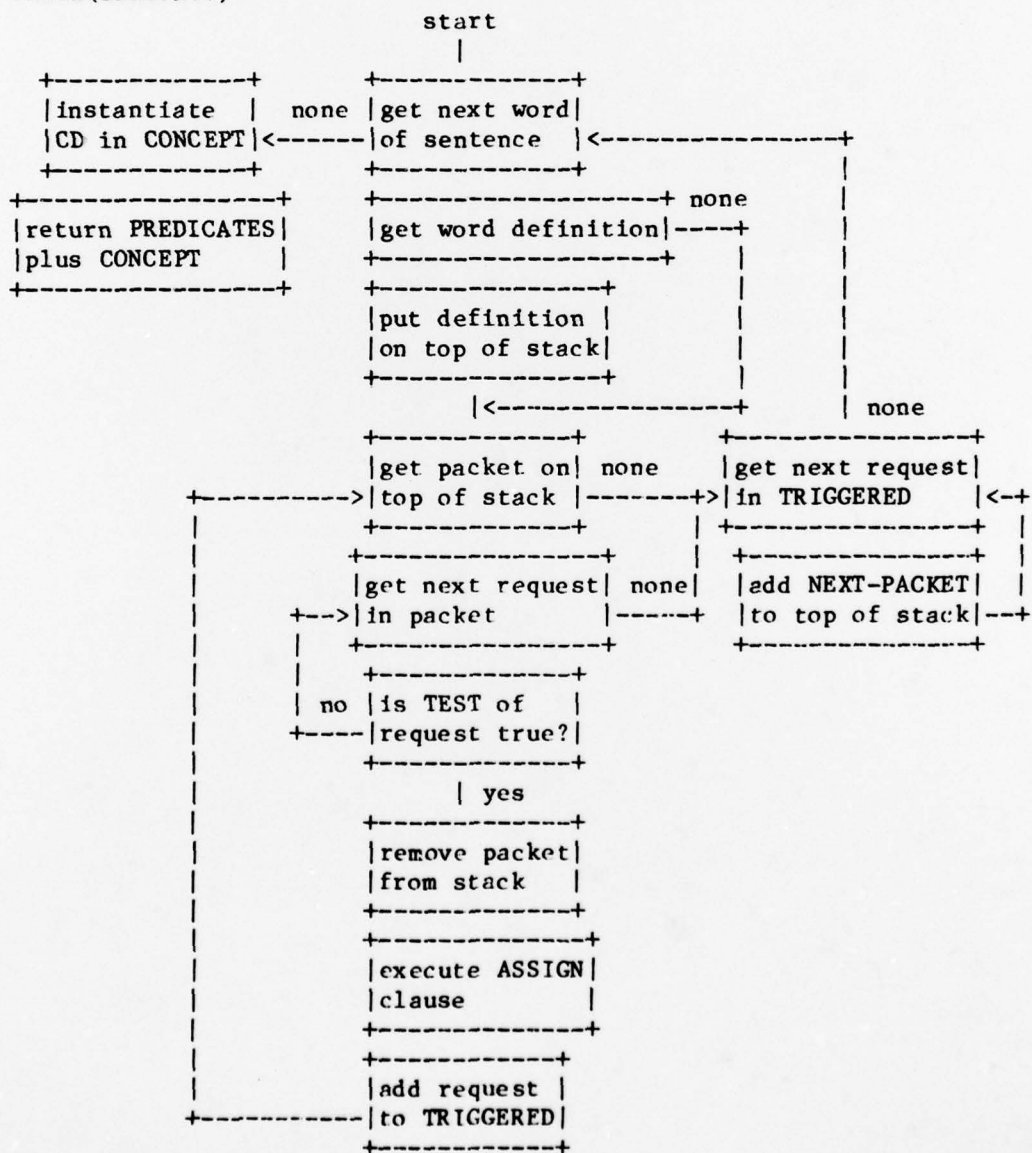 start
instantiate none get next word
CD in CONCEPT of sentence
none
return PREDICATES get word definition
plus CONCEPT
put definition
on top of stack
none
get packet on none get next request
top of stack in TRIGGERED
get next request none add NEXT-PACKET
in packet to top of stack
is TEST of
no request true?
yes
remove packet
from stack
execute ASSIGN
clause
add request
to TRIGGERED